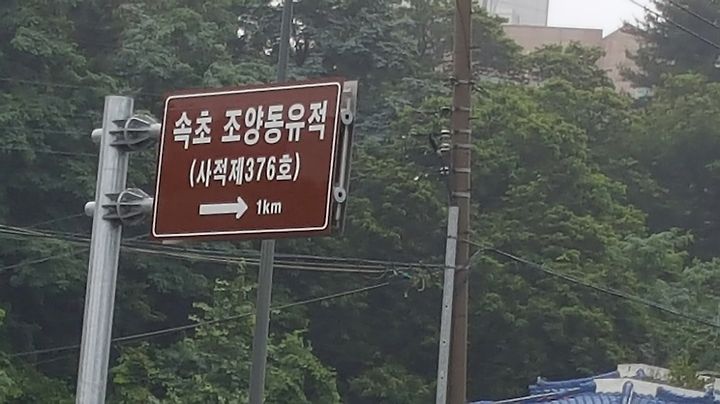 속초 조양동유적
(사적제376호)
→ 1km